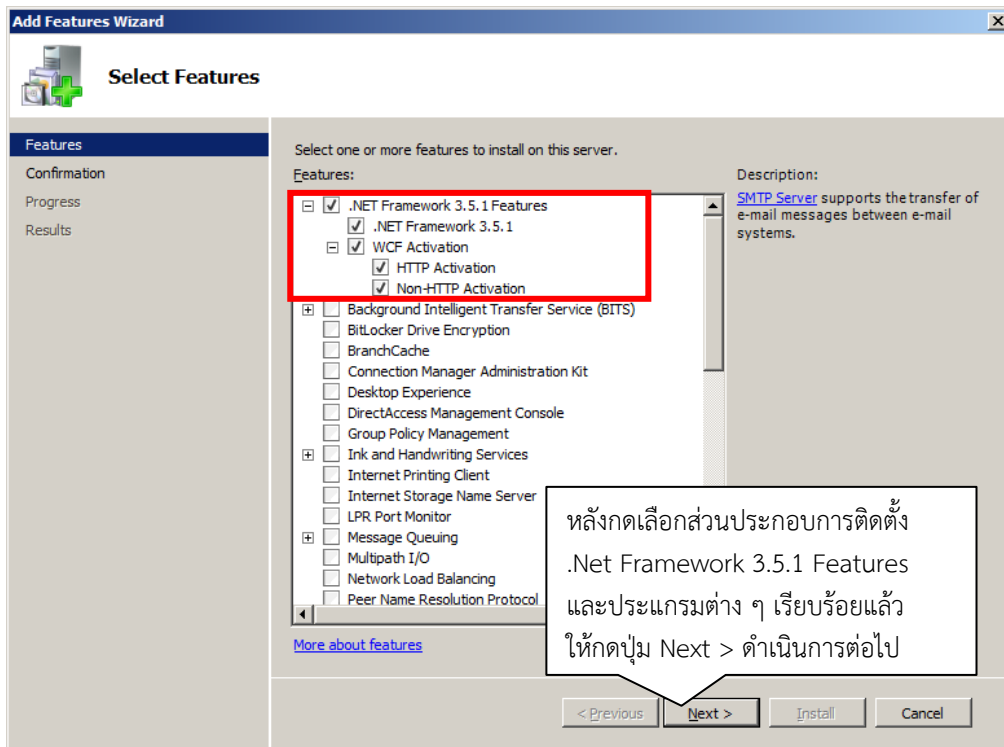 Add Features Wizard
Select Features
Features
Confirmation
Progress
Results
Select one or more features to install on this server.
Features:
.NET Framework 3.5.1 Features
.NET Framework 3.5.1
WCF Activation
HTTP Activation
Non-HTTP Activation
Background Intelligent Transfer Service (BITS)
BitLocker Drive Encryption
BranchCache
Connection Manager Administration Kit
Desktop Experience
DirectAccess Management Console
Group Policy Management
Ink and Handwriting Services
Internet Printing Client
Internet Storage Name Server
LPR Port Monitor
Message Queuing
Multipath I/O
Network Load Balancing
Peer Name Resolution Protocol
More about features
Description:
SMTP Server supports the transfer of
e-mail messages between e-mail
systems.
หลังกดเลือกส่วนประกอบการติดตั้ง
.Net Framework 3.5.1 Features
และประแกรมต่าง ๆ เรียบร้อยแล้ว
ให้กดปุ่ม Next > ดำเนินการต่อไป
< Previous
Next >
Install
Cancel